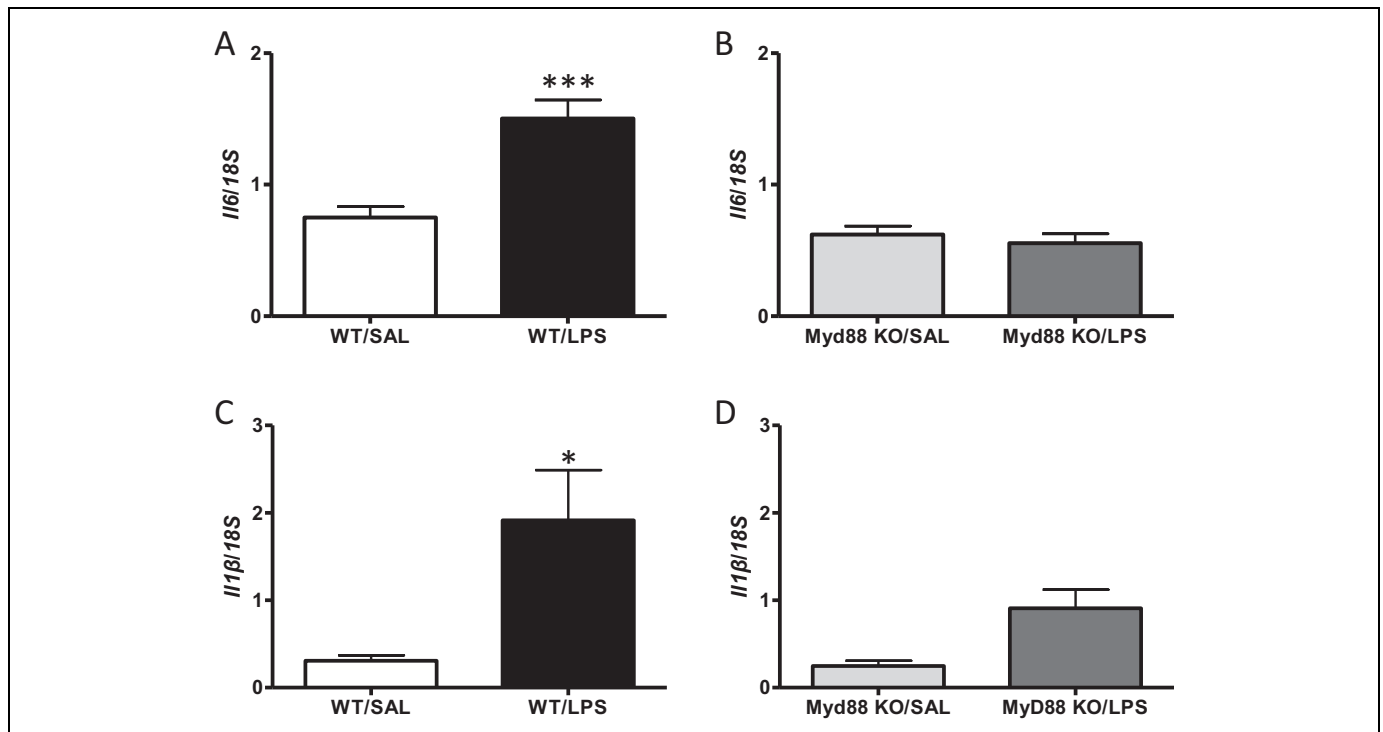 A
2
1
0
Il6/18S
***
WT/SAL
WT/LPS
B
2
1
0
Il6/18S
Myd88 KO/SAL
Myd88 KO/LPS
C
3
2
1
0
Il1β/18S
*
WT/SAL
WT/LPS
D
3
2
1
0
Il1β/18S
Myd88 KO/SAL
MyD88 KO/LPS